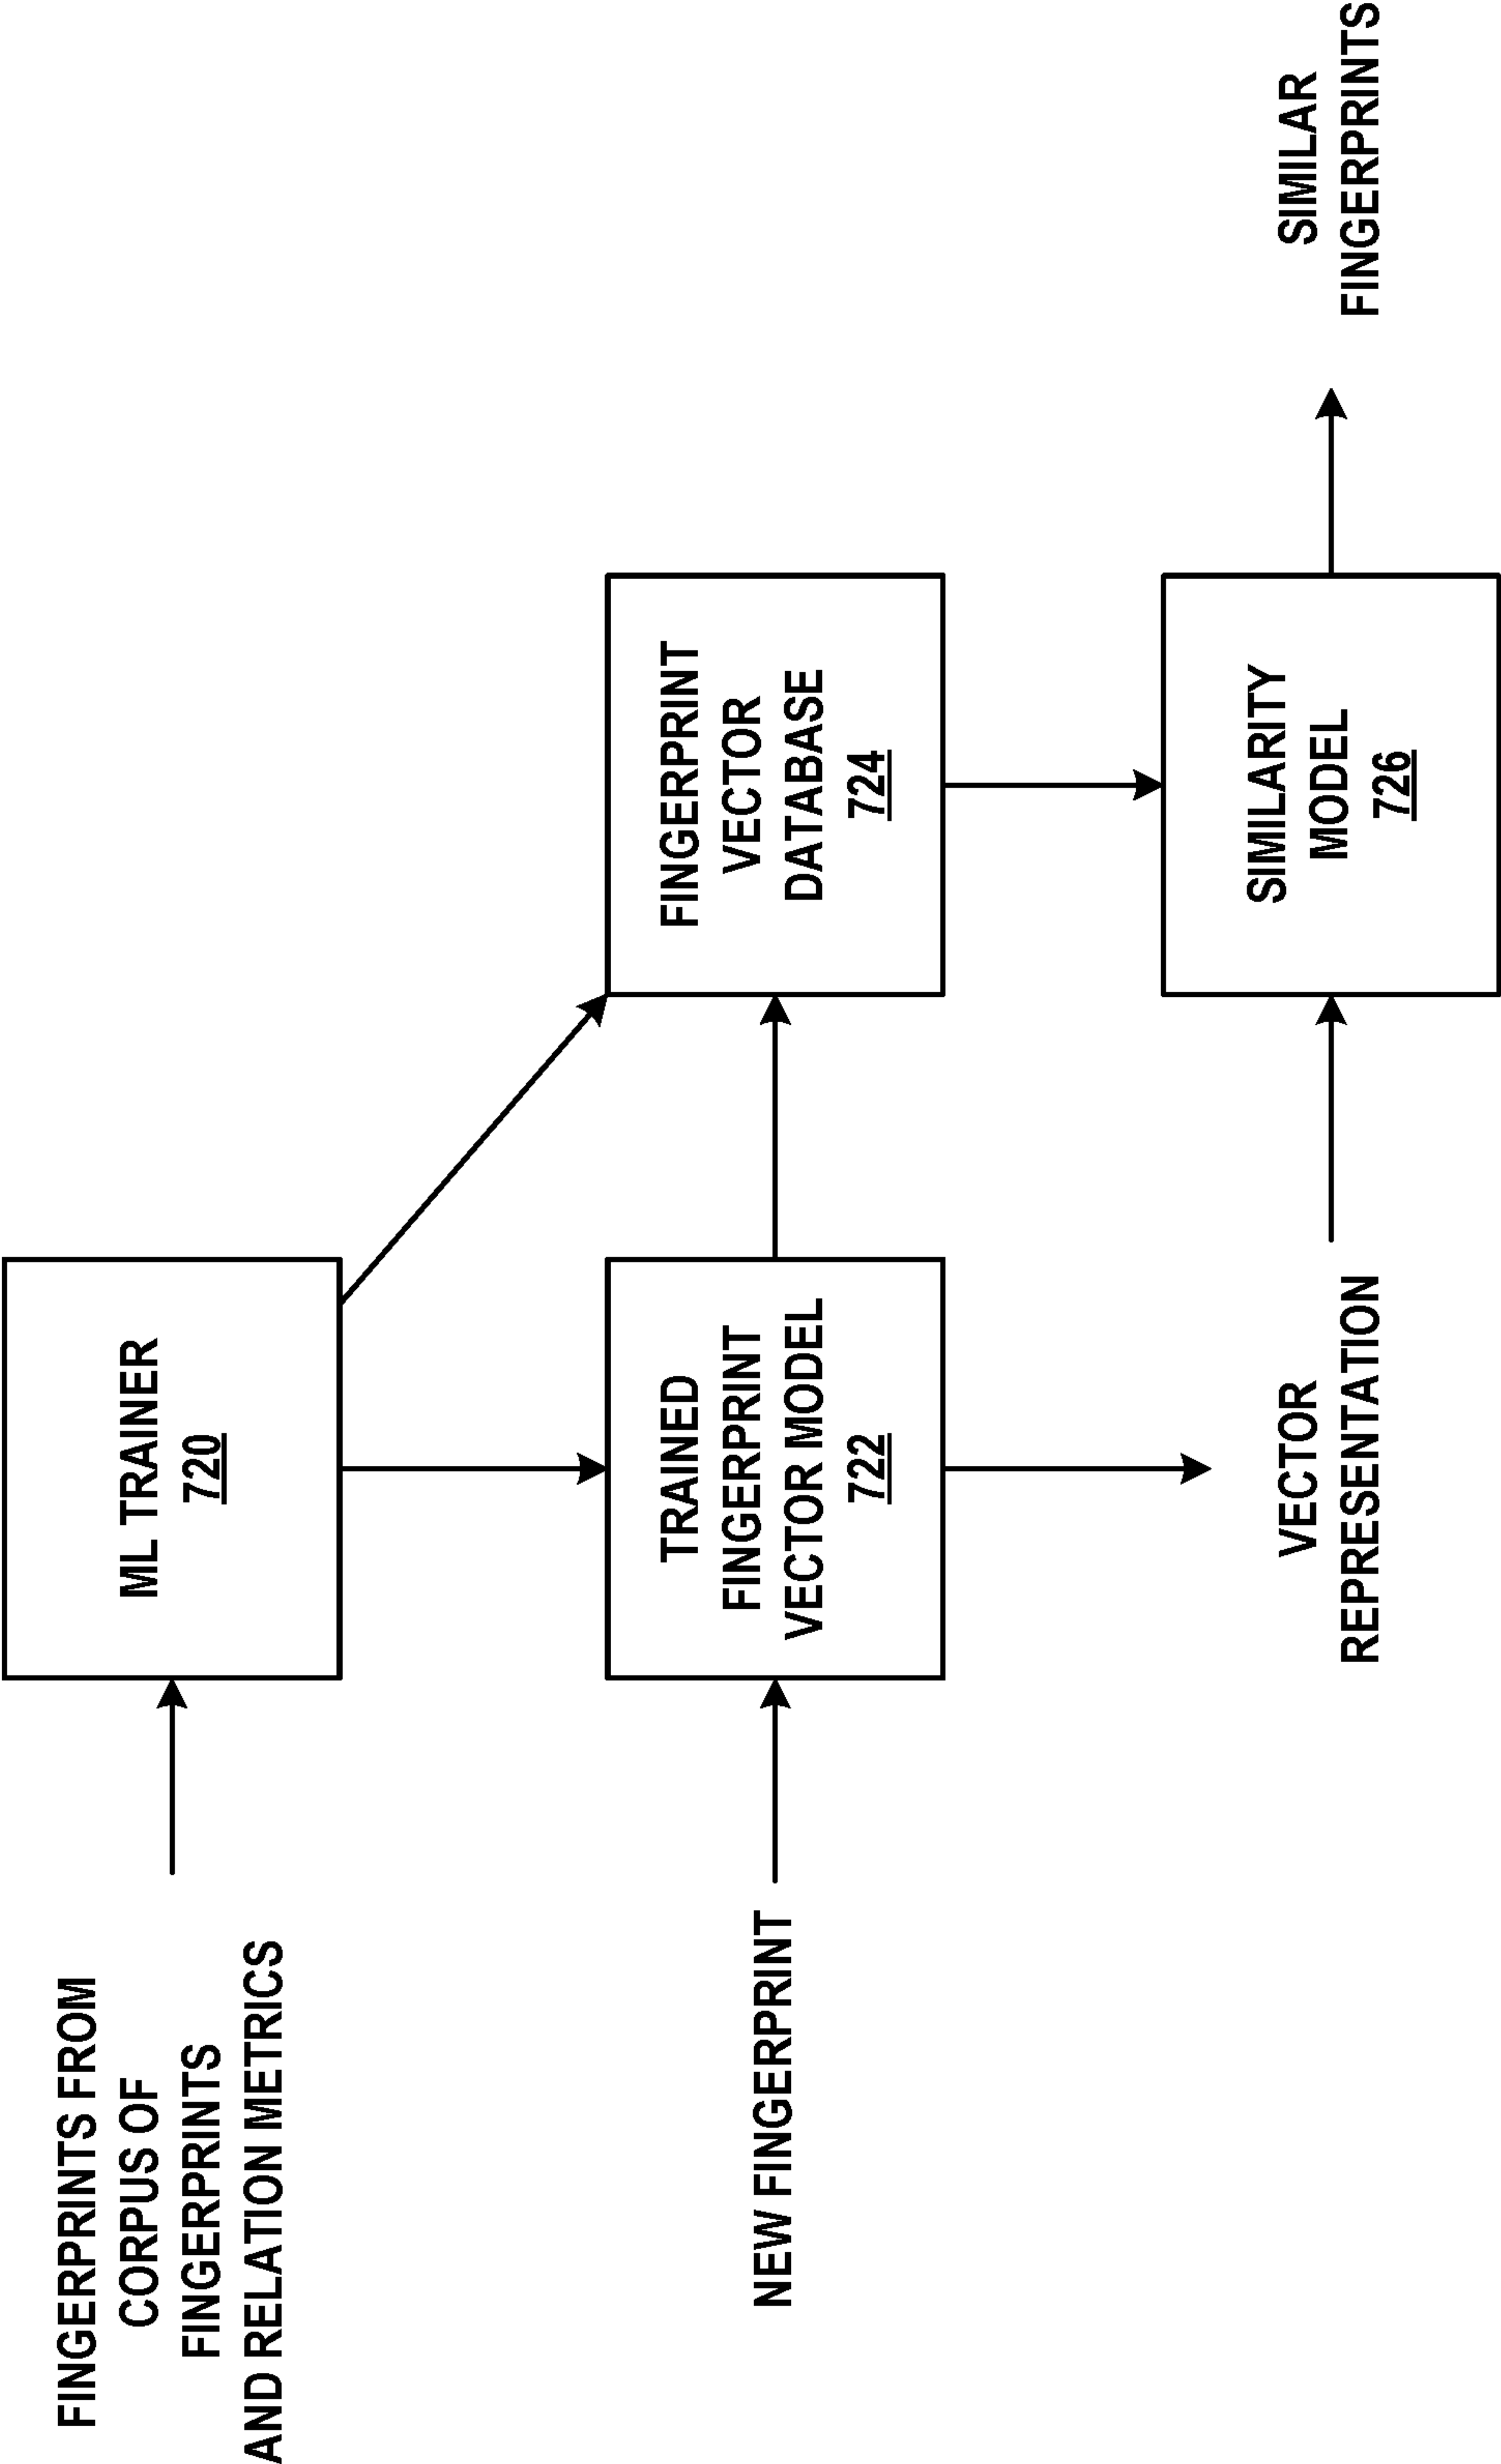 FINGERPRINTS FROM
CORPUS OF
FINGERPRINTS
AND RELATION METRICS
ML TRAINER
720
NEW FINGERPRINT
TRAINED
FINGERPRINT
VECTOR MODEL
722
FINGERPRINT
VECTOR
DATABASE
724
VECTOR
REPRESENTATION
SIMILARITY
MODEL
726
SIMILAR
FINGERPRINTS